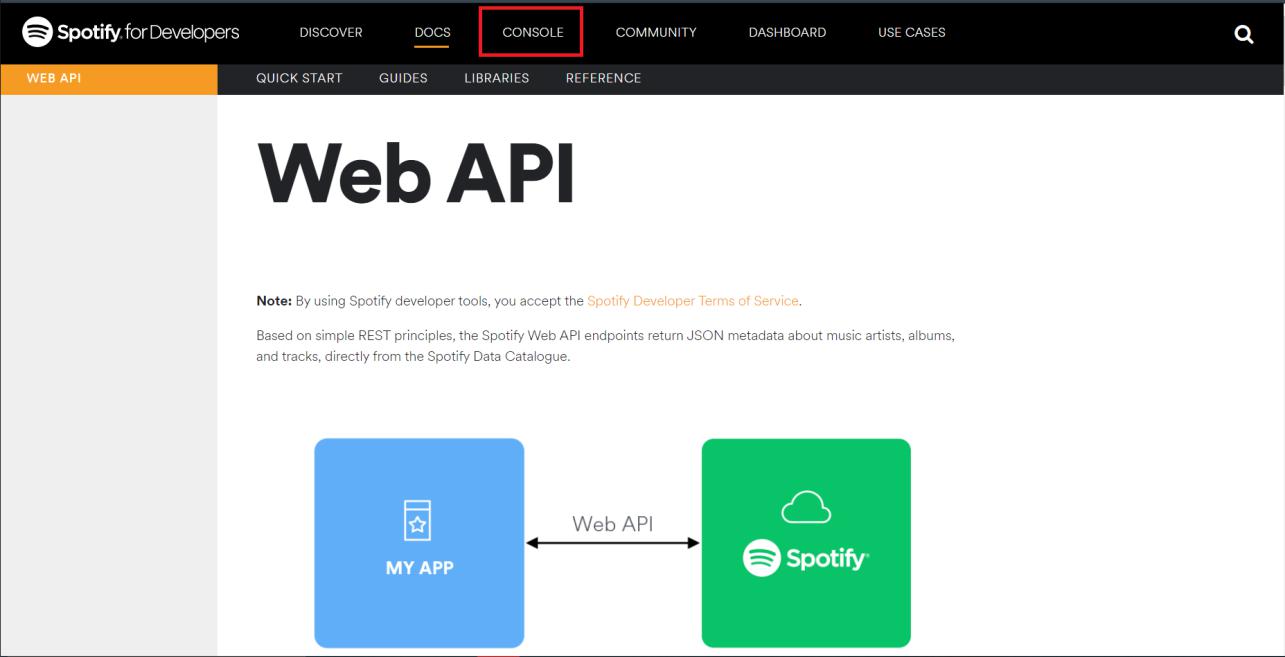 Spotify for Developers DISCOVER DOCS CONSOLE COMMUNITY DASHBOARD USE CASES
WEB API QUICK START GUIDES LIBRARIES REFERENCE
Web API
Note: By using Spotify developer tools, you accept the Spotify Developer Terms of Service.
Based on simple REST principles, the Spotify Web API endpoints return JSON metadata about music artists, albums,
and tracks, directly from the Spotify Data Catalogue.
MY APP
Web API
Spotify